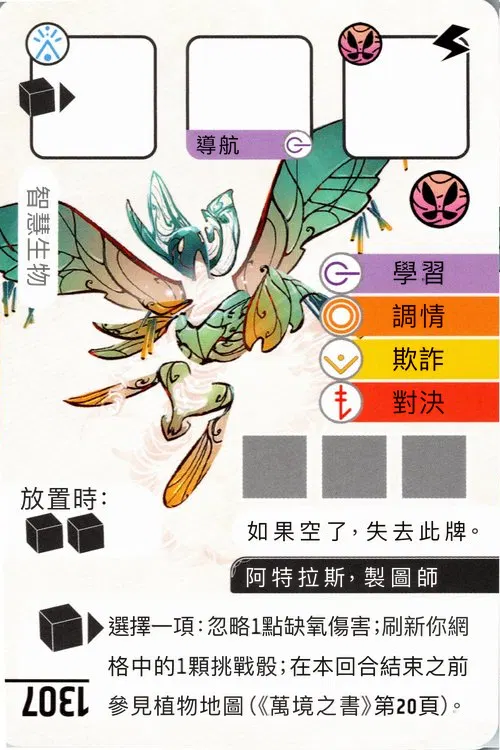 導航
智慧生物
學習
調情
欺詐
對決
放置時：
如果空了，失去此牌。
阿特拉斯，製圖師
選擇一項：忽略1點缺氧傷害；刷新你網
格中的1顆挑戰骰；在本回合結束之前
參見植物地圖（《萬境之書》第20頁）。
1307